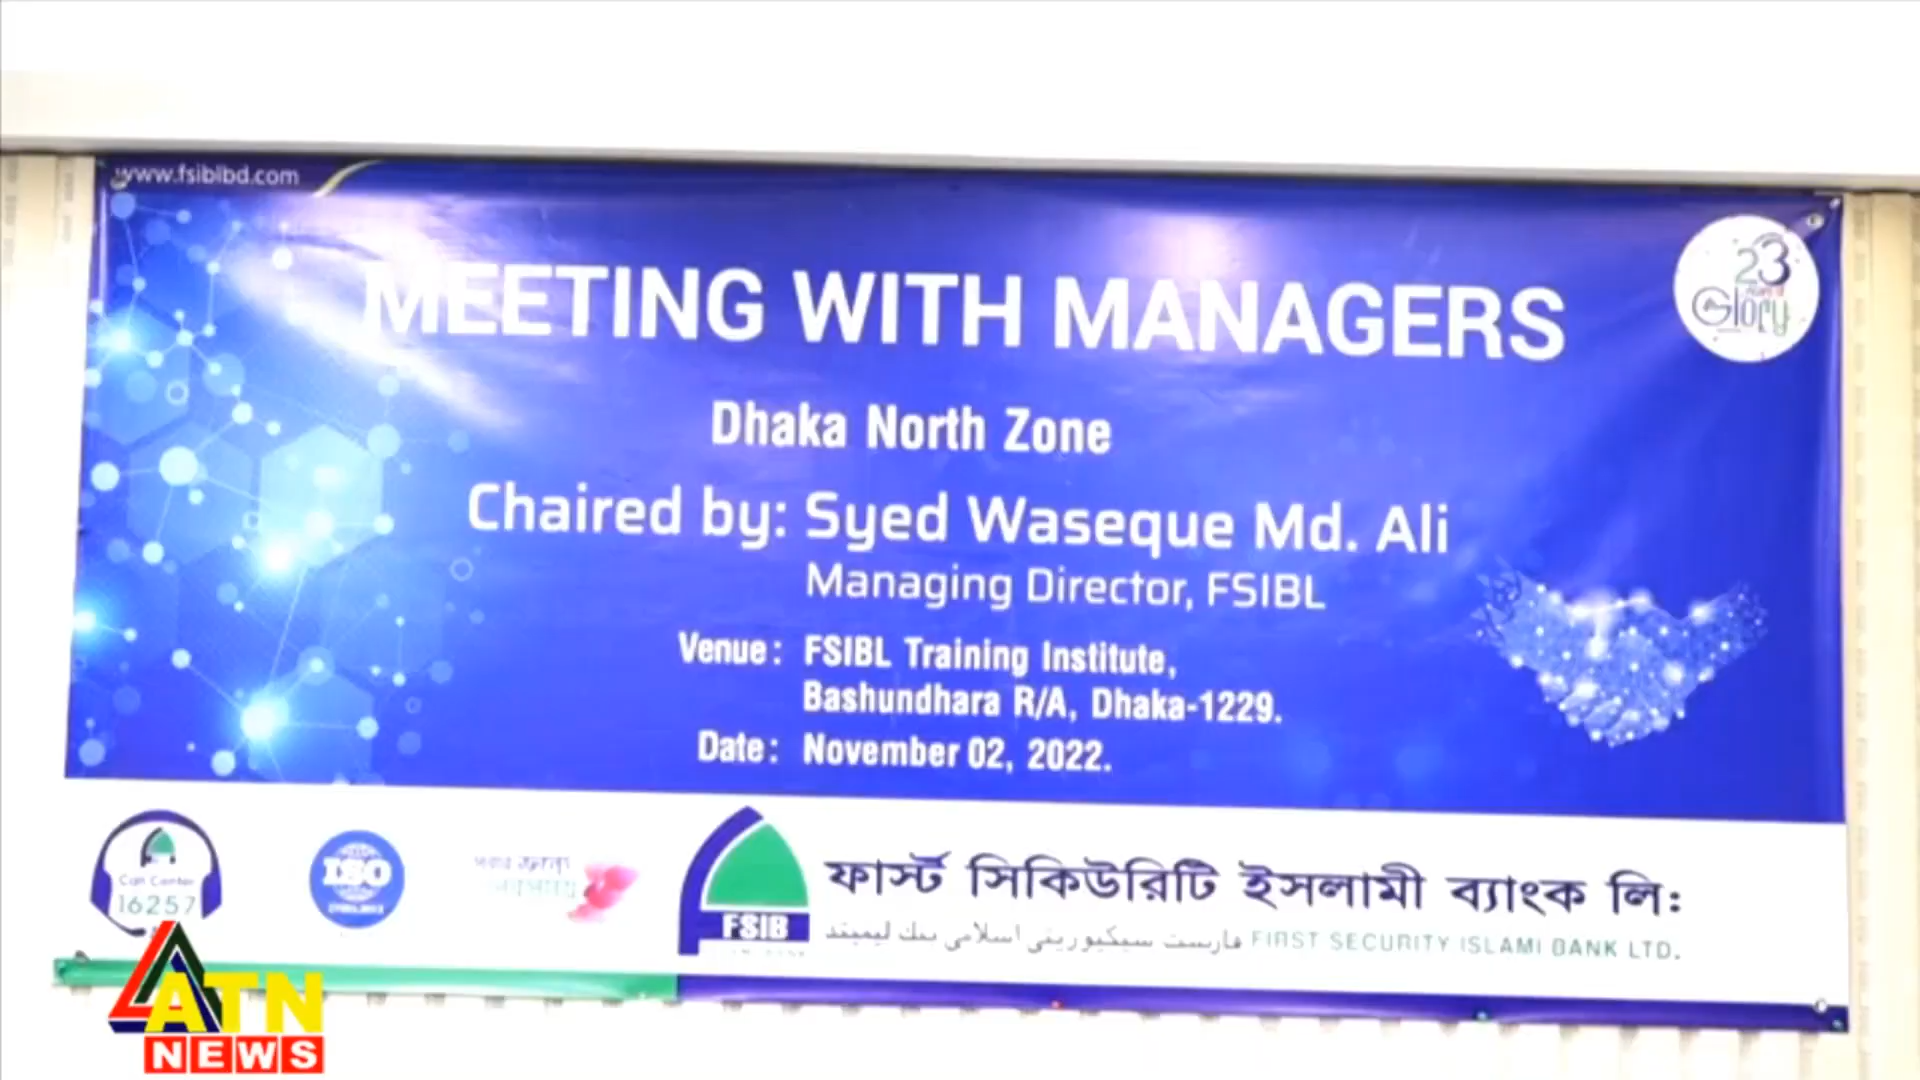 www.fsiblbd.com
23
Glory
MEETING WITH MANAGERS
Dhaka North Zone
Chaired by: Syed Waseque Md. Ali
Managing Director, FSIBL
Venue: FSIBL Training Institute,
Bashundhara R/A, Dhaka-1229.
Date: November 02, 2022.
Call Center
16257
ISO
FSIB
ফার্স্ট সিকিউরিটি ইসলামী ব্যাংক লি:
فارست سيكيوريتى اسلامى بنك ليميتد FIRST SECURITY ISLAMI BANK LTD.
ATN
NEWS